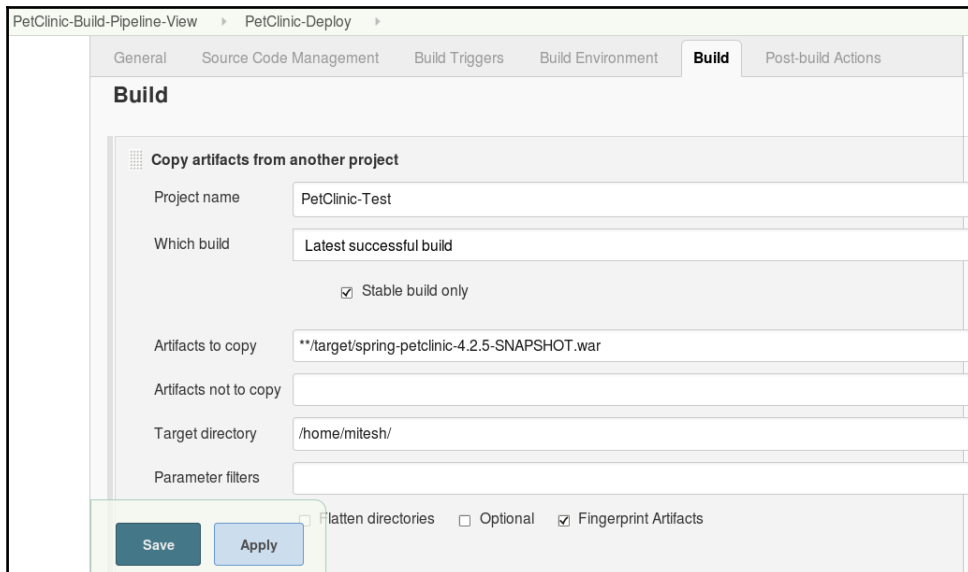 PetClinic-Build-Pipeline-View PetClinic-Deploy
General Source Code Management Build Triggers Build Environment Build Post-build Actions
Build
Copy artifacts from another project
Project name PetClinic-Test
Which build Latest successful build
Stable build only
Artifacts to copy **/target/spring-petclinic-4.2.5-SNAPSHOT.war
Artifacts not to copy
Target directory /home/mitesh/
Parameter filters
Flatten directories Optional Fingerprint Artifacts
Save Apply